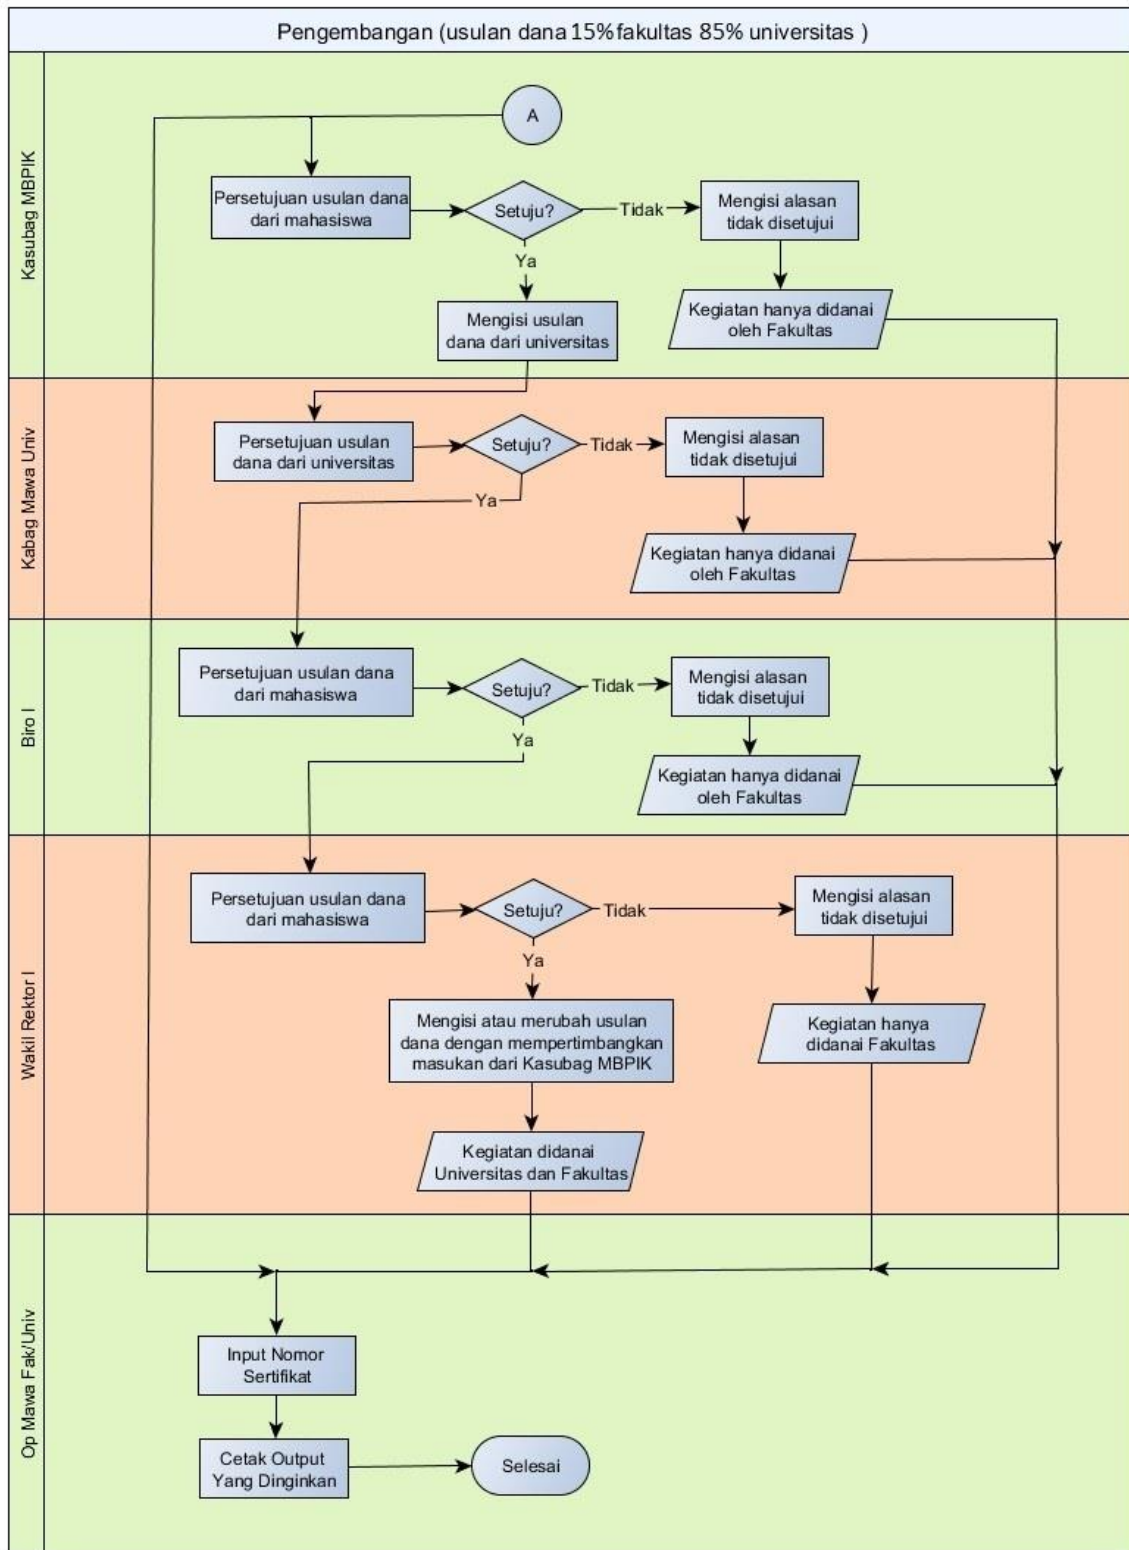 Pengembangan (usulan dana 15% fakultas 85% universitas )
Kasubag MBPIK
A
Persetujuan usulan dana
dari mahasiswa
Setuju?
Tidak
Mengisi alasan
tidak disetujui
Ya
Mengisi usulan
dana dari universitas
Kegiatan hanya didanai
oleh Fakultas
Kabag Mawa Univ
Persetujuan usulan
dana dari universitas
Setuju?
Tidak
Mengisi alasan
tidak disetujui
Ya
Kegiatan hanya didanai
oleh Fakultas
Biro I
Persetujuan usulan dana
dari mahasiswa
Setuju?
Tidak
Mengisi alasan
tidak disetujui
Ya
Kegiatan hanya didanai
oleh Fakultas
Wakil Rektor I
Persetujuan usulan dana
dari mahasiswa
Setuju?
Tidak
Mengisi alasan
tidak disetujui
Ya
Mengisi atau merubah usulan
dana dengan mempertimbangkan
masukan dari Kasubag MBPIK
Kegiatan hanya
didanai Fakultas
Kegiatan didanai
Universitas dan Fakultas
Op Mawa Fak/Univ
Input Nomor
Sertifikat
Cetak Output
Yang Dinginkan
Selesai